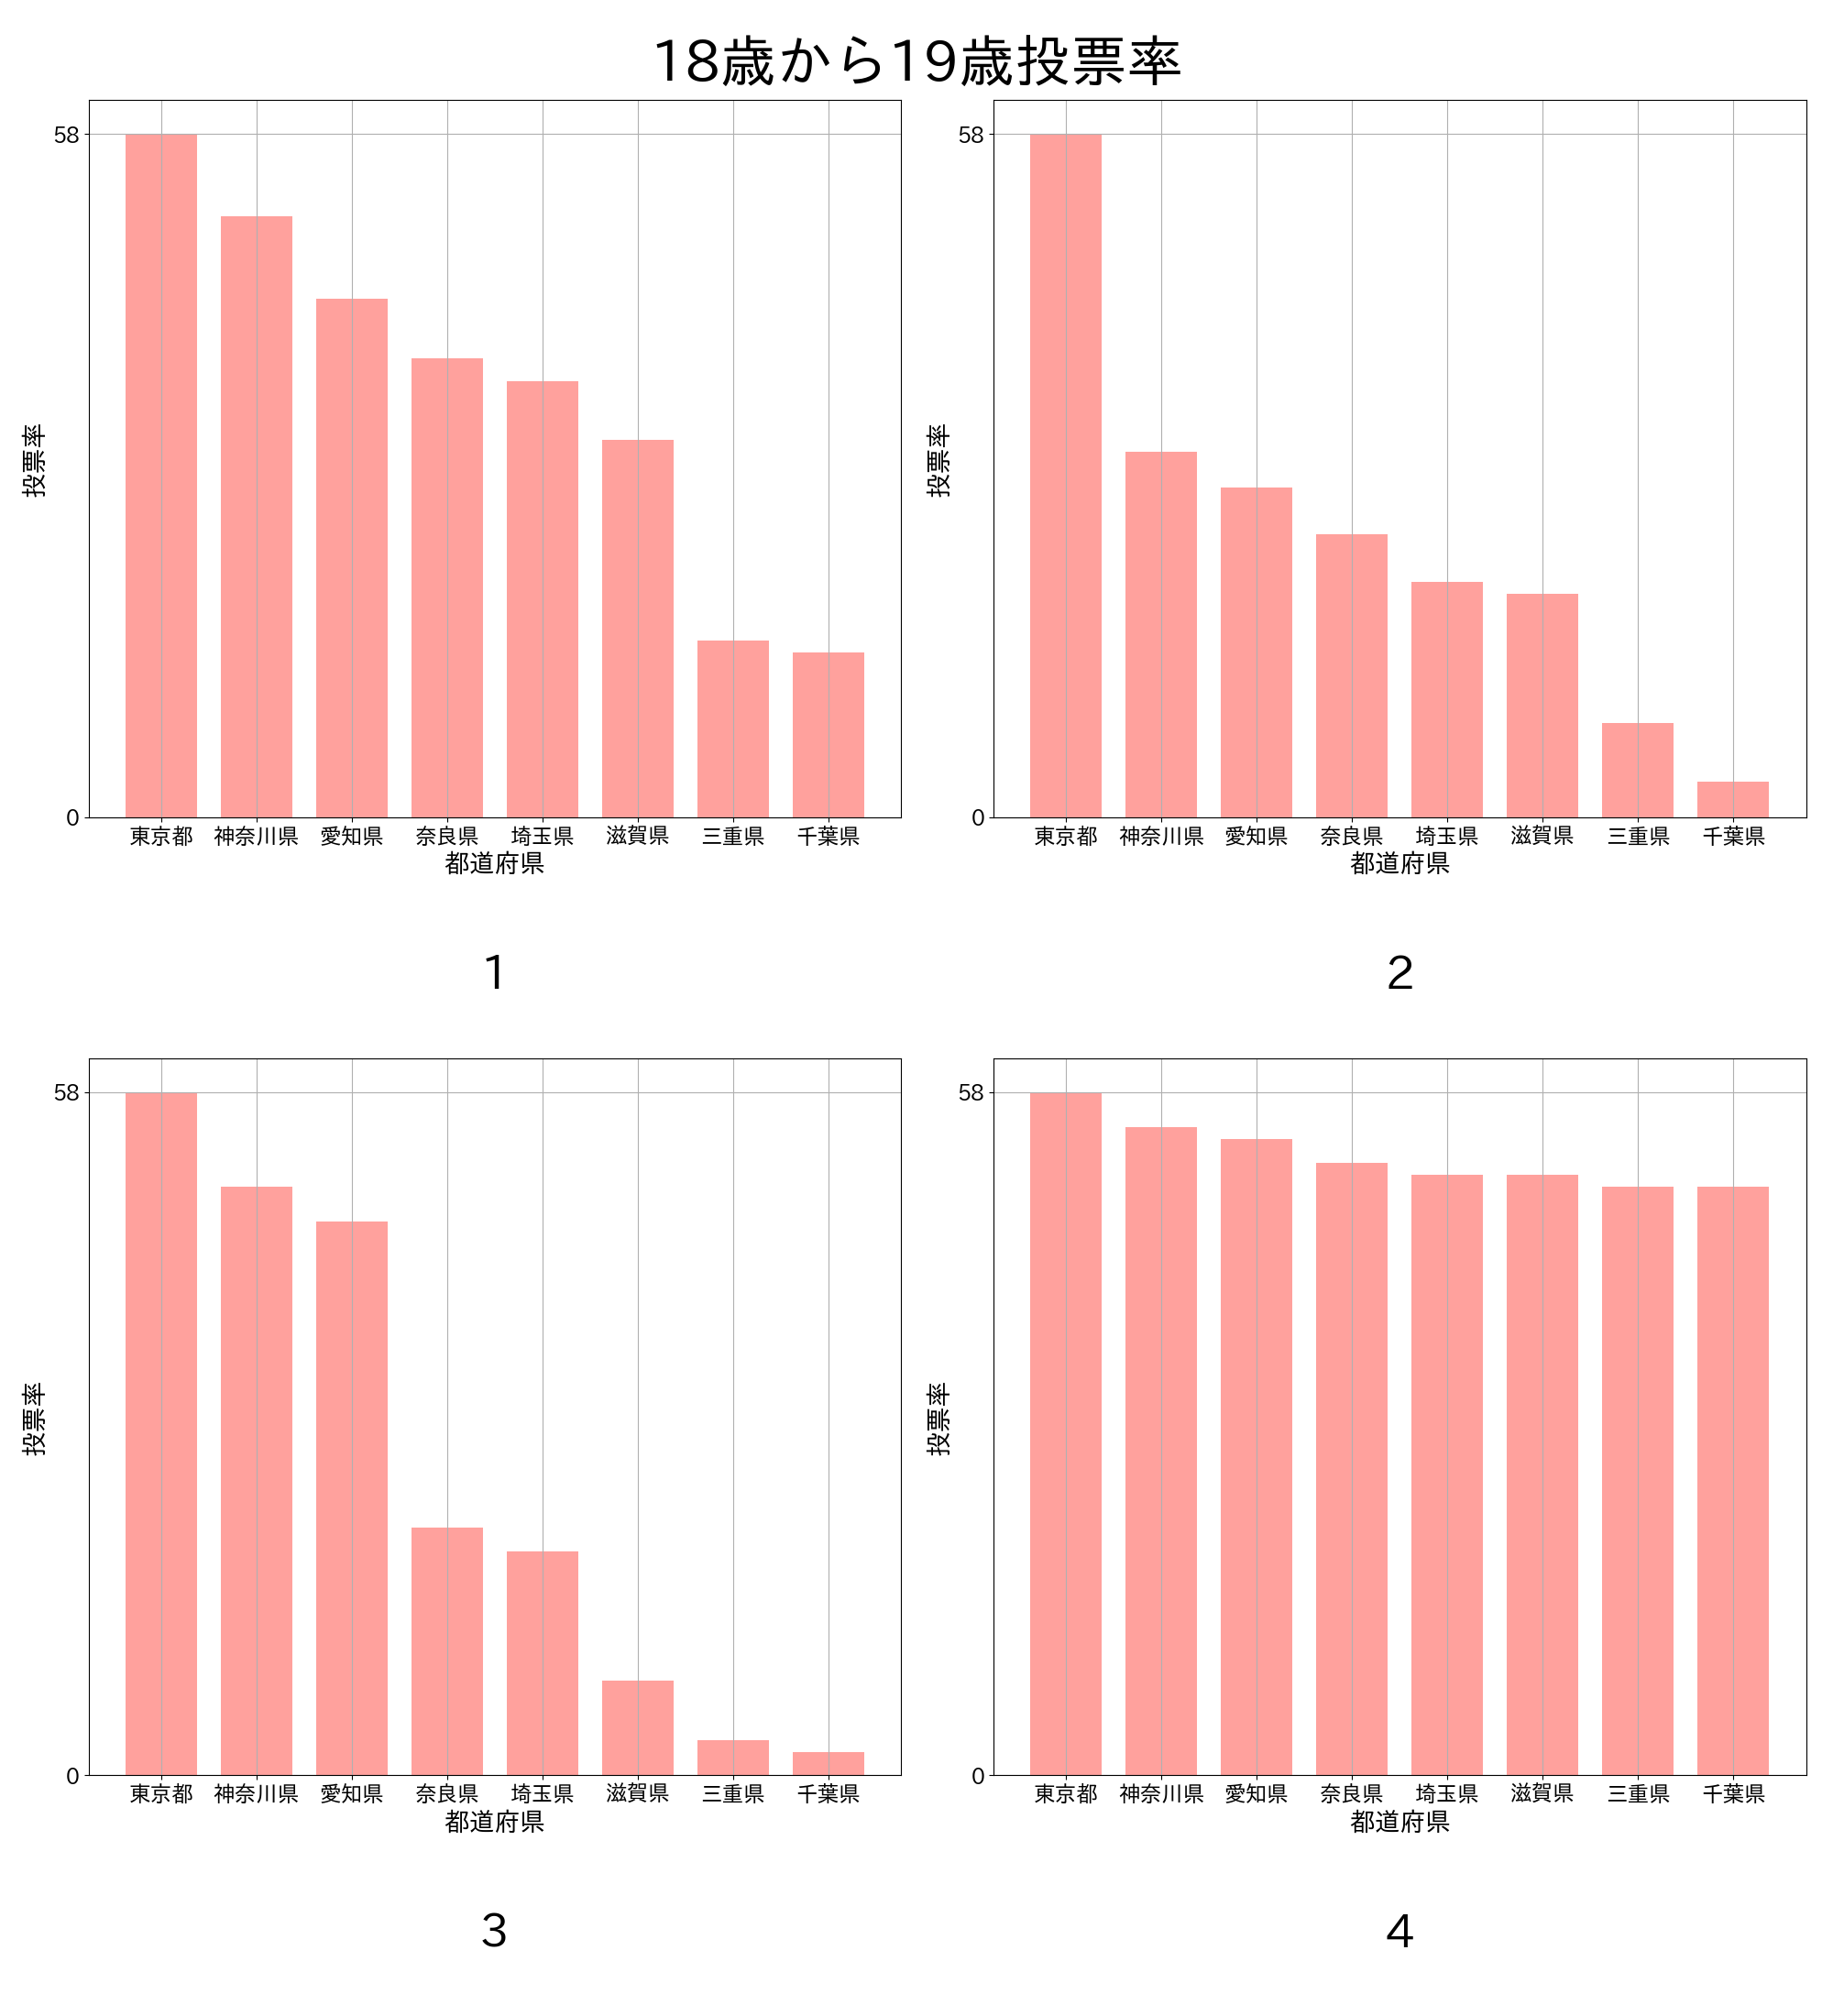 18歳から19歳投票率
58
投票率
0
東京都 神奈川県 愛知県 奈良県 埼玉県 滋賀県 三重県 千葉県
都道府県
1
58
投票率
0
東京都 神奈川県 愛知県 奈良県 埼玉県 滋賀県 三重県 千葉県
都道府県
2
58
投票率
0
東京都 神奈川県 愛知県 奈良県 埼玉県 滋賀県 三重県 千葉県
都道府県
3
58
投票率
0
東京都 神奈川県 愛知県 奈良県 埼玉県 滋賀県 三重県 千葉県
都道府県
4